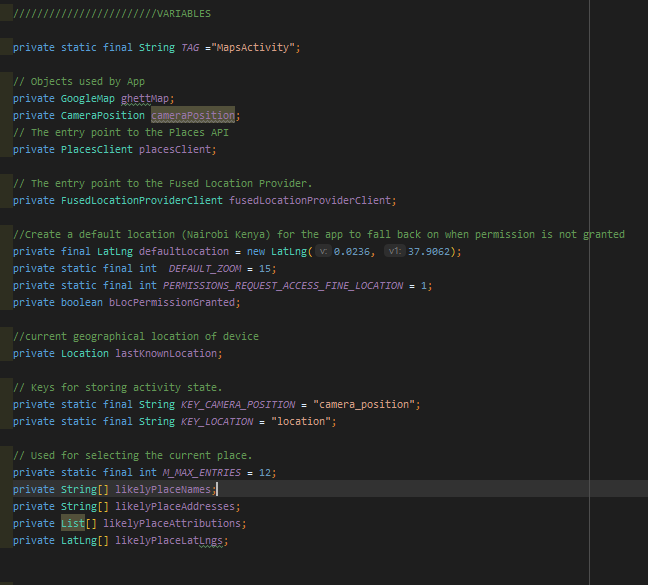 ////////////////////////VARIABLES
private static final String TAG ="MapsActivity";
// Objects used by App
private GoogleMap ghettMap;
private CameraPosition cameraPosition;
// The entry point to the Places API
private PlacesClient placesClient;
// The entry point to the Fused Location Provider.
private FusedLocationProviderClient fusedLocationProviderClient;
//Create a default location (Nairobi Kenya) for the app to fall back on when permission is not granted
private final LatLng defaultLocation = new LatLng( v: 0.0236, v1: 37.9062);
private static final int  DEFAULT_ZOOM = 15;
private static final int PERMISSIONS_REQUEST_ACCESS_FINE_LOCATION = 1;
private boolean bLocPermissionGranted;
//current geographical location of device
private Location lastKnownLocation;
// Keys for storing activity state.
private static final String KEY_CAMERA_POSITION = "camera_position";
private static final String KEY_LOCATION = "location";
// Used for selecting the current place.
private static final int M_MAX_ENTRIES = 12;
private String[] likelyPlaceNames;
private String[] likelyPlaceAddresses;
private List[] likelyPlaceAttributions;
private LatLng[] likelyPlaceLatLngs;